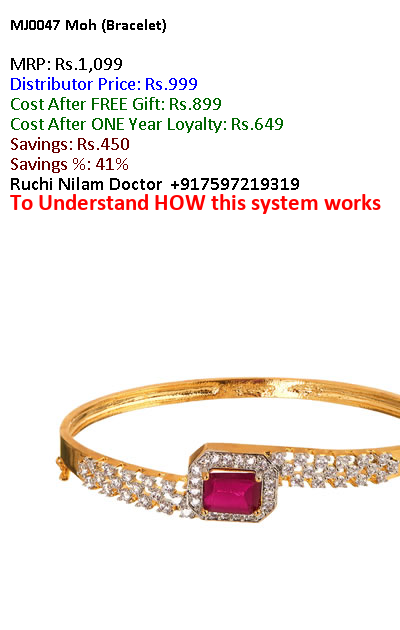 MJ0047 Moh (Bracelet)
MRP: Rs.1,099
Distributor Price: Rs.999
Cost After FREE Gift: Rs.899
Cost After ONE Year Loyalty: Rs.649
Savings: Rs.450
Savings %: 41%
Ruchi Nilam Doctor +917597219319
To Understand HOW this system works